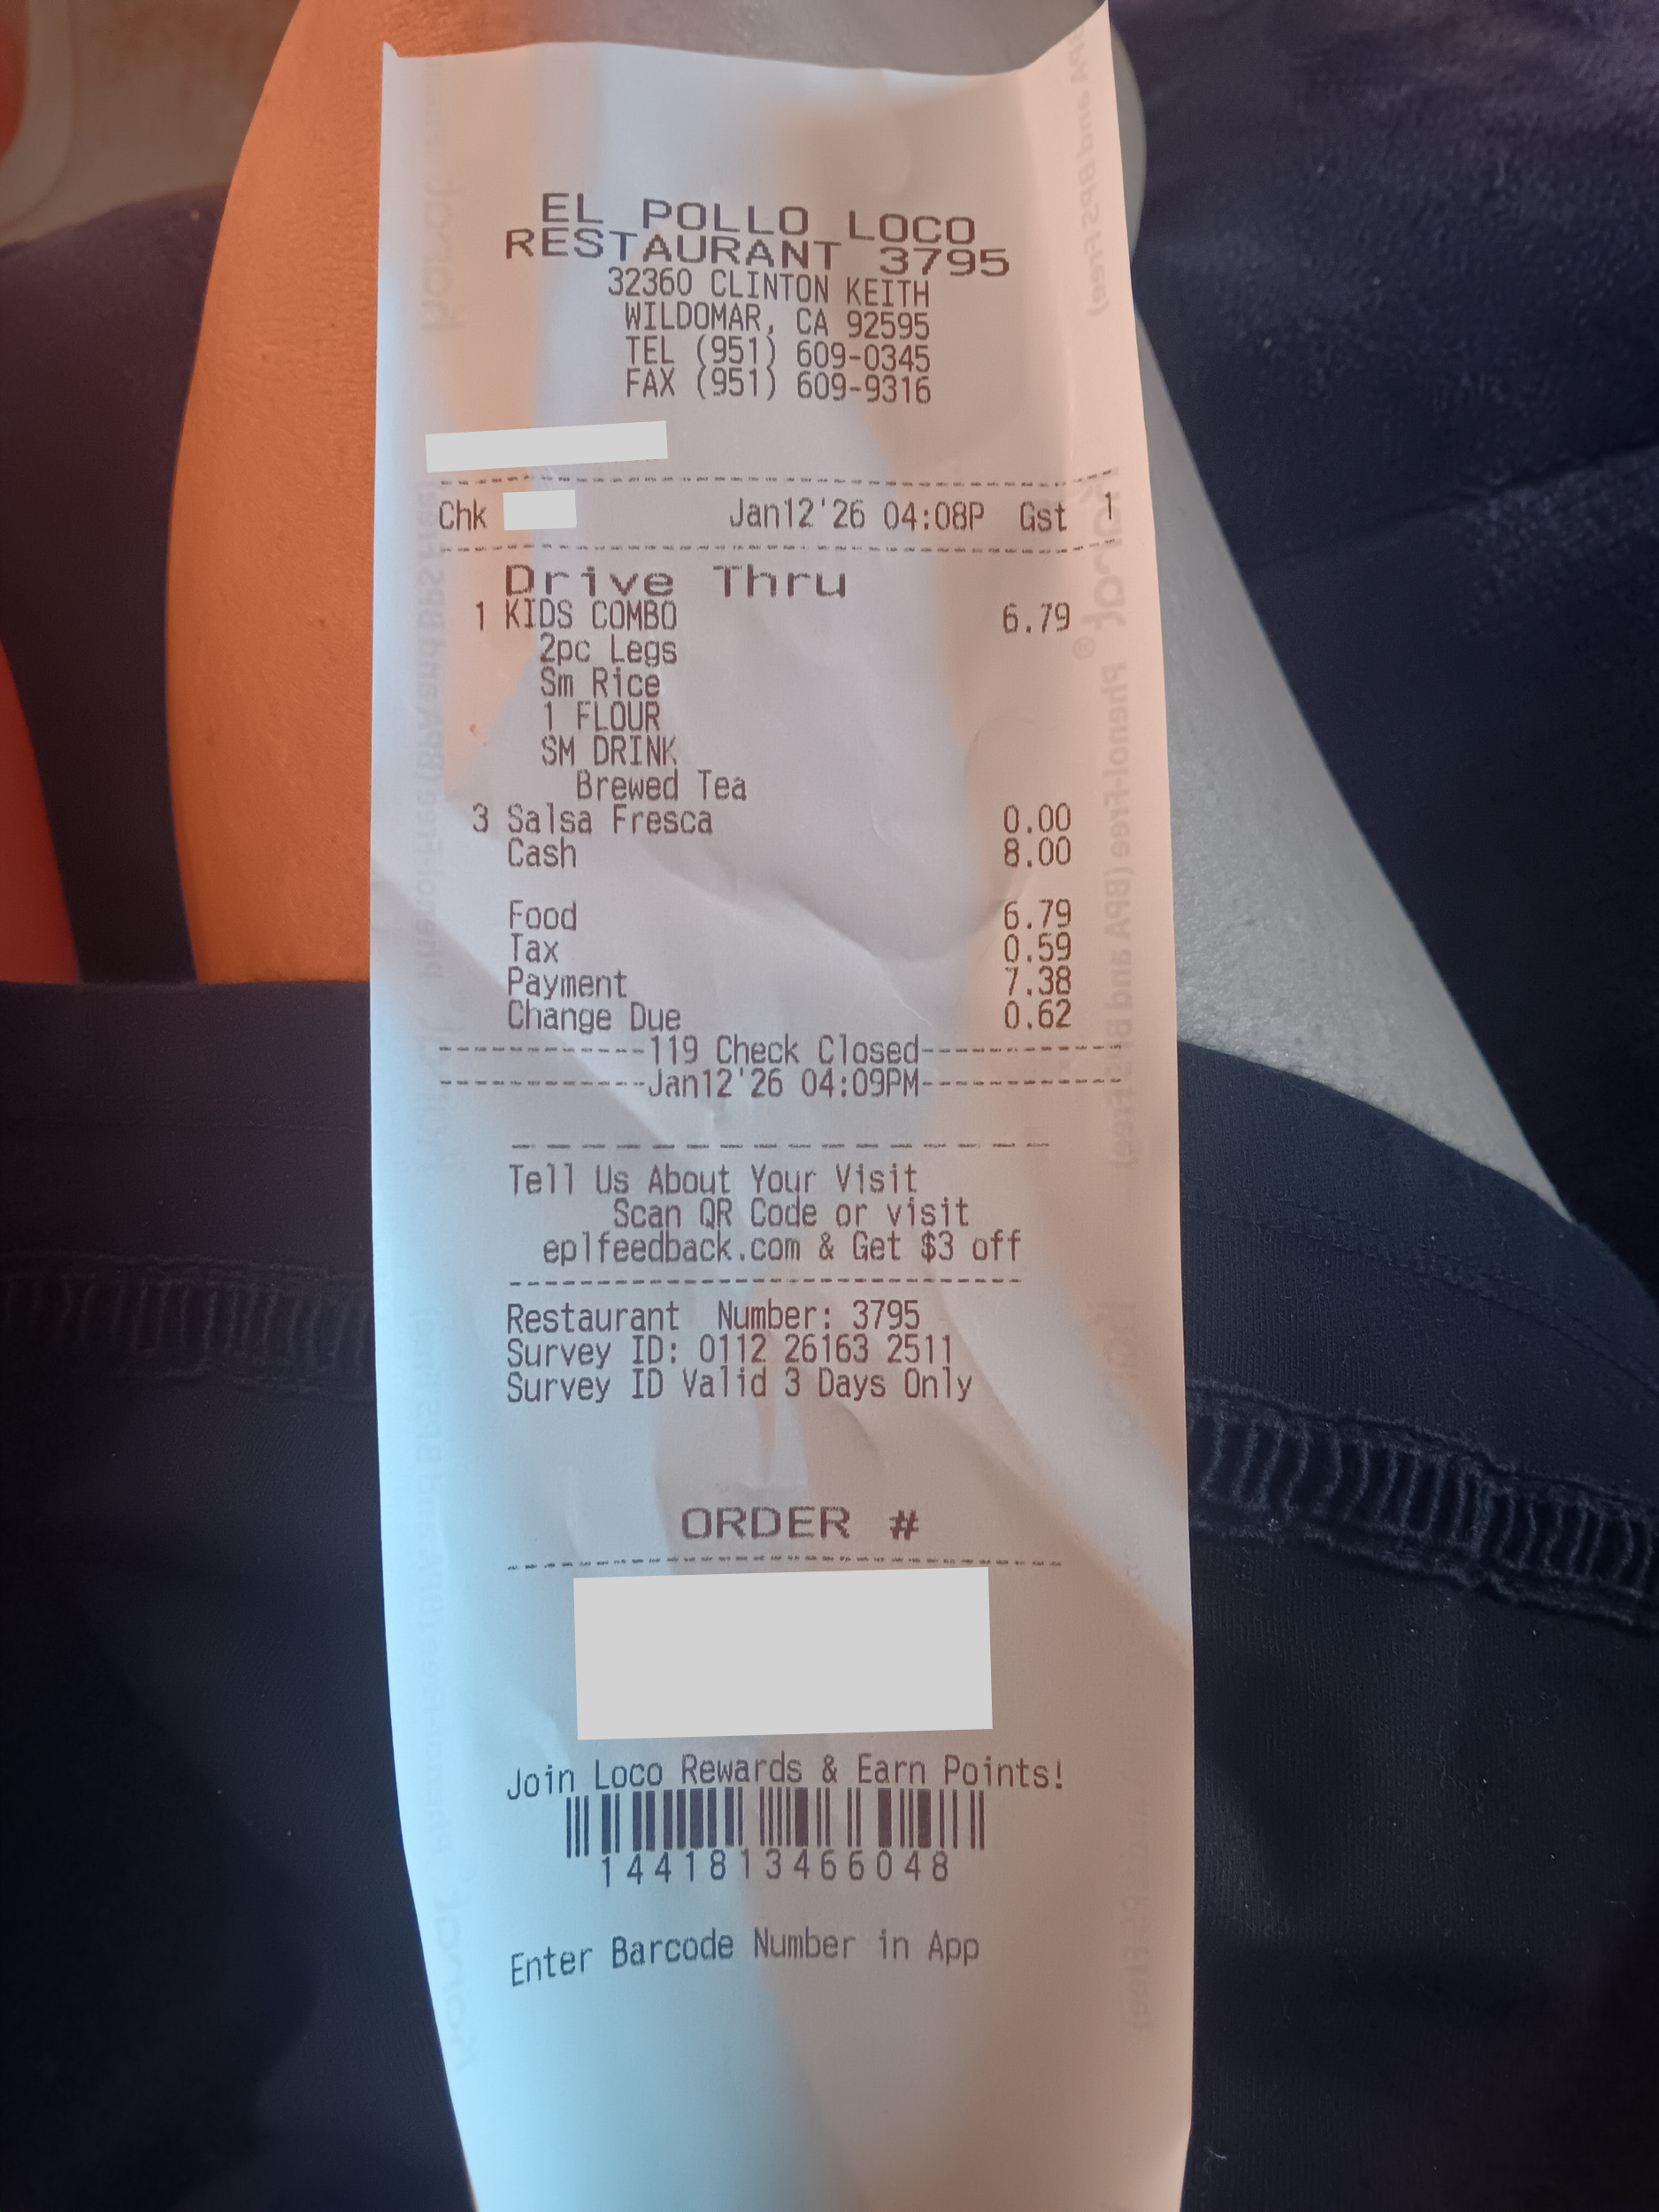 EL POLLO LOCO
RESTAURANT 3795
32360 CLINTON KEITH
WILDOMAR, CA 92595
TEL (951) 609-0345
FAX (951) 609-9316
Chk Jan12'26 04:08P Gst 1
Drive Thru
1 KIDS COMBO 6.79
2pc Legs
Sm Rice
1 FLOUR
SM DRINK
Brewed Tea
3 Salsa Fresca 0.00
Cash 8.00
Food 6.79
Tax 0.59
Payment 7.38
Change Due 0.62
------------119 Check Closed------------
------------Jan12'26 04:09PM------------
Tell Us About Your Visit
Scan QR Code or visit
eplfeedback.com & Get $3 off
Restaurant Number: 3795
Survey ID: 0112 26163 2511
Survey ID Valid 3 Days Only
ORDER #
Join Loco Rewards & Earn Points!
1441813466048
Enter Barcode Number in App